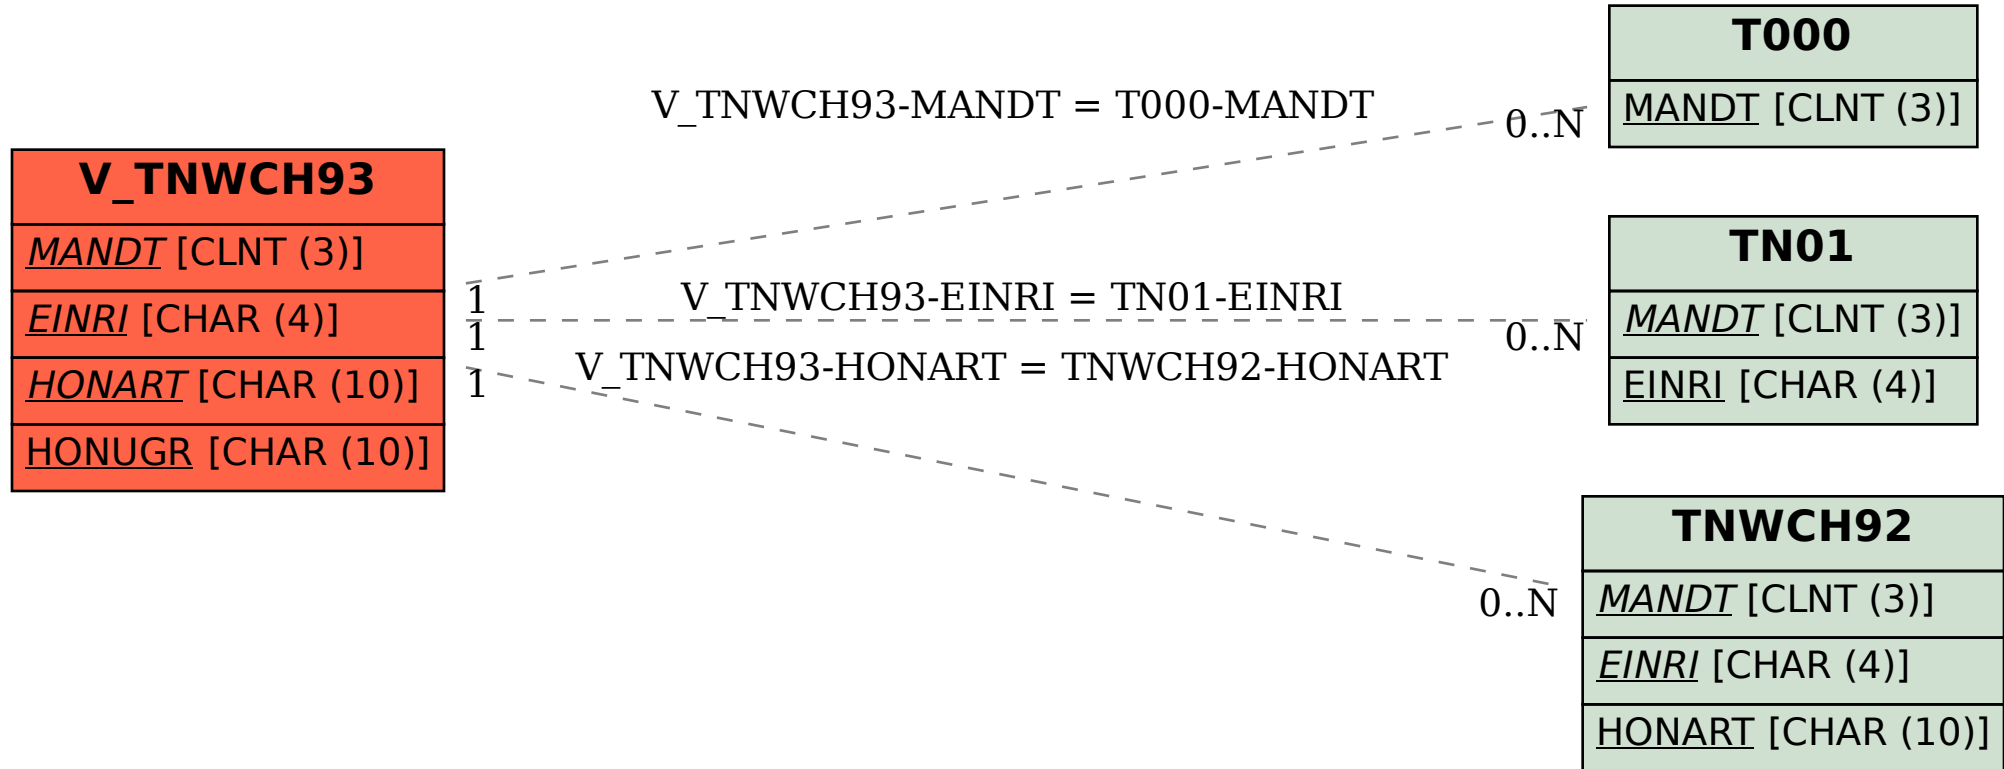 V_TNWCH93
MANDT [CLNT (3)]
EINRI [CHAR (4)]
HONART [CHAR (10)]
HONUGR [CHAR (10)]
V_TNWCH93-MANDT = T000-MANDT
1
0..N
V_TNWCH93-EINRI = TN01-EINRI
1
0..N
V_TNWCH93-HONART = TNWCH92-HONART
1
0..N
T000
MANDT [CLNT (3)]
TN01
MANDT [CLNT (3)]
EINRI [CHAR (4)]
TNWCH92
MANDT [CLNT (3)]
EINRI [CHAR (4)]
HONART [CHAR (10)]